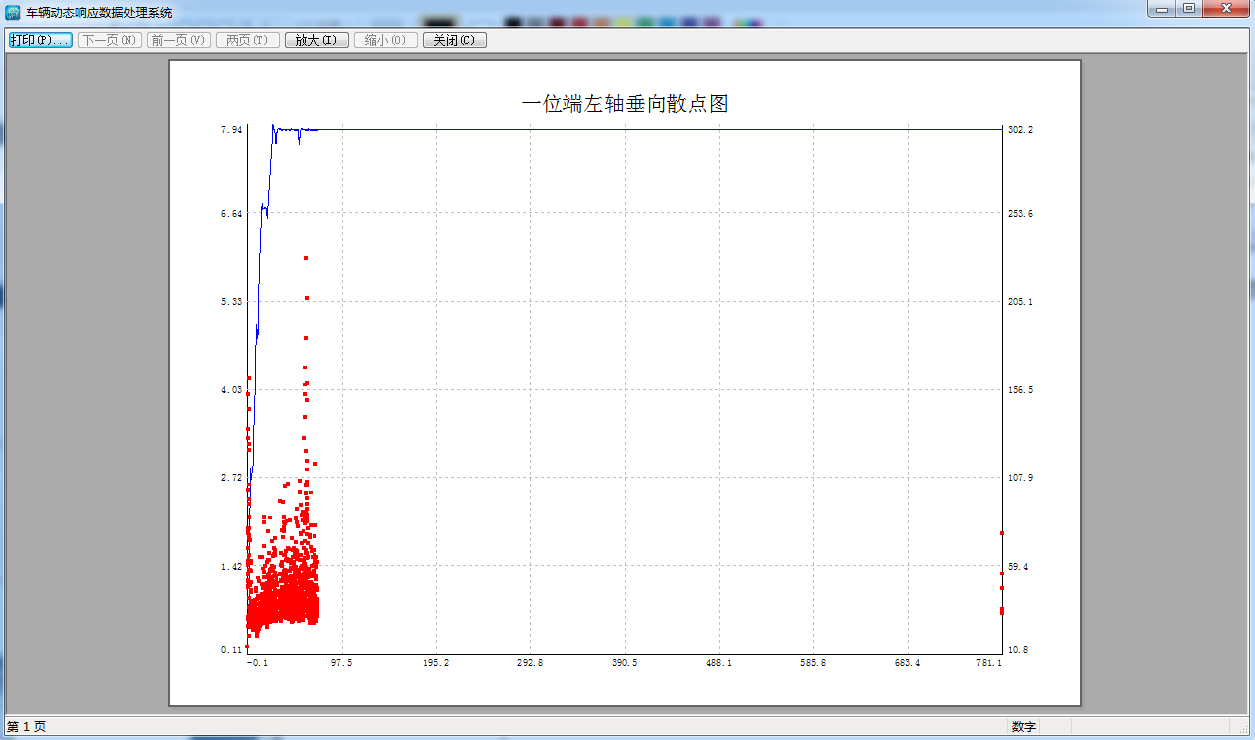 车辆动态响应数据处理系统
打印(P)... 下一页(N) 前一页(V) 两页(T) 放大(I) 缩小(O) 关闭(C)
一位端左轴垂向散点图
7.94 302.2
6.64 253.6
5.33 205.1
4.03 156.5
2.72 107.9
1.42 59.4
0.11 10.8
-0.1 97.5 195.2 292.8 390.5 488.1 585.8 683.4 781.1
第 1 页 数字